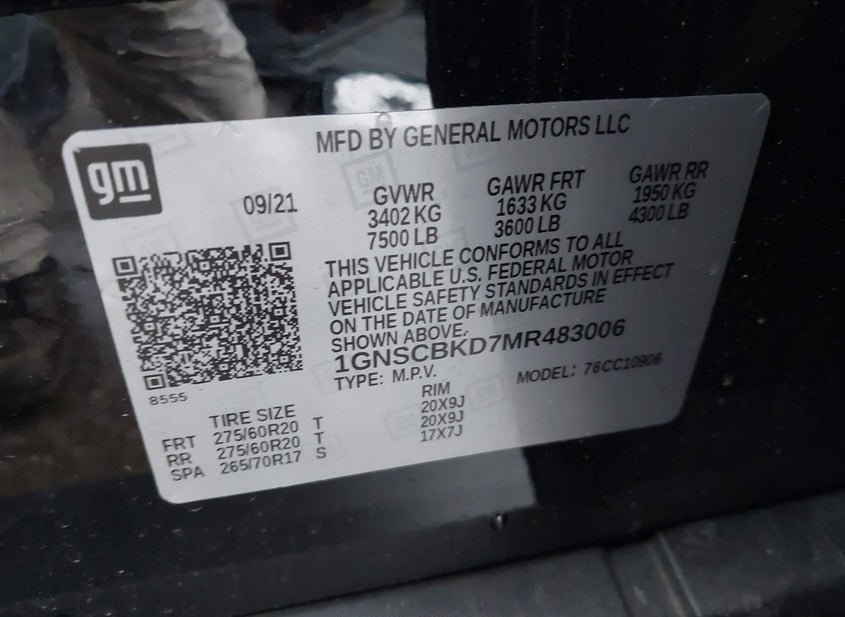 gm
MFD BY GENERAL MOTORS LLC
09/21
GVWR GAWR FRT GAWR RR
3402 KG 1633 KG 1950 KG
7500 LB 3600 LB 4300 LB
THIS VEHICLE CONFORMS TO ALL
APPLICABLE U.S. FEDERAL MOTOR
VEHICLE SAFETY STANDARDS IN EFFECT
ON THE DATE OF MANUFACTURE
SHOWN ABOVE.
1GNSCBKD7MR483006
TYPE: M.P.V. MODEL: 76CC10906
8555
TIRE SIZE RIM
FRT 275/60R20 T 20X9J
RR 275/60R20 T 20X9J
SPA 265/70R17 S 17X7J